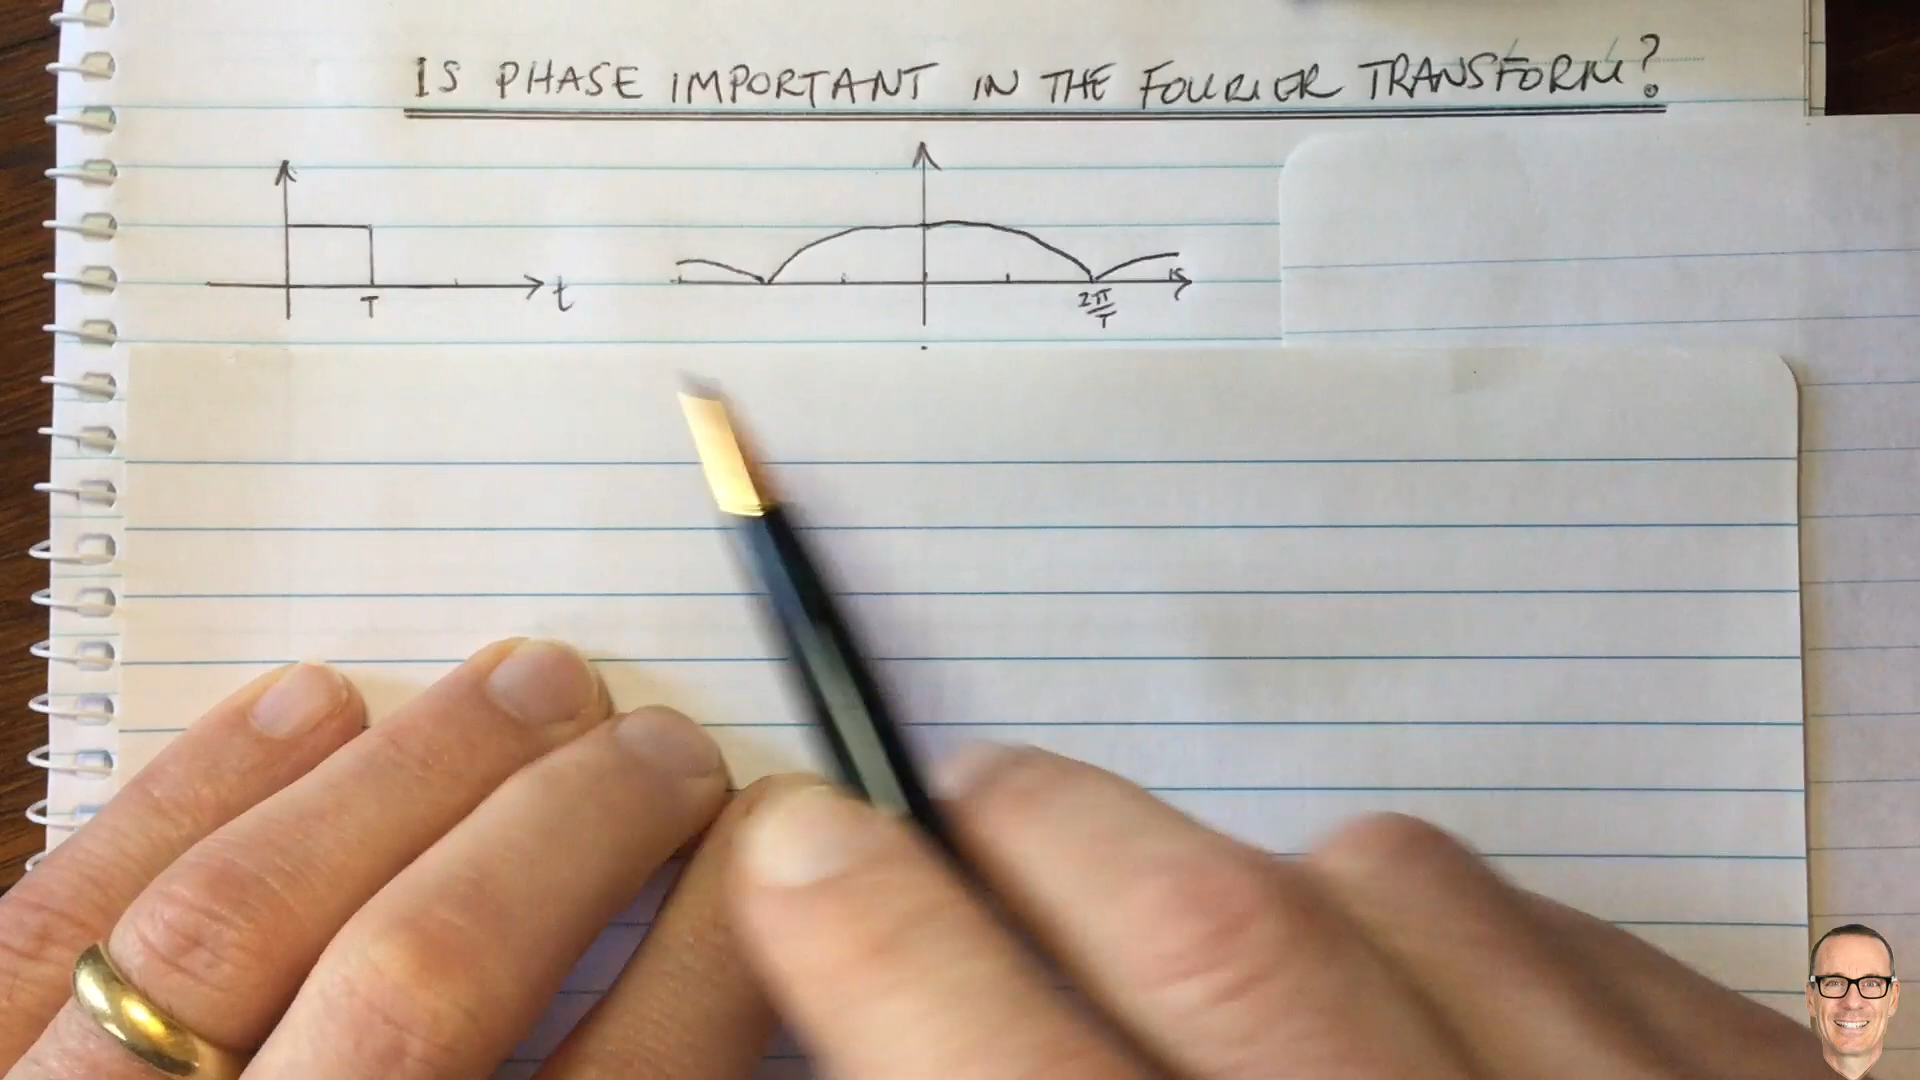 IS PHASE IMPORTANT IN THE FOURIER TRANSFORM?
T
t
2π/T